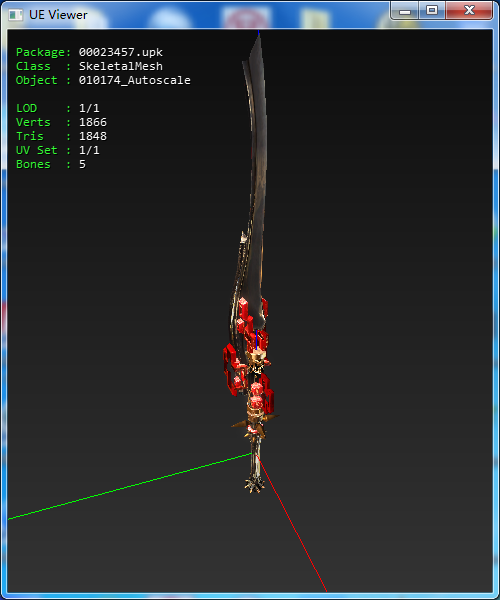 UE Viewer
Package: 00023457.upk
Class : SkeletalMesh
Object : 010174_Autoscale
LOD : 1/1
Verts : 1866
Tris : 1848
UV Set : 1/1
Bones : 5